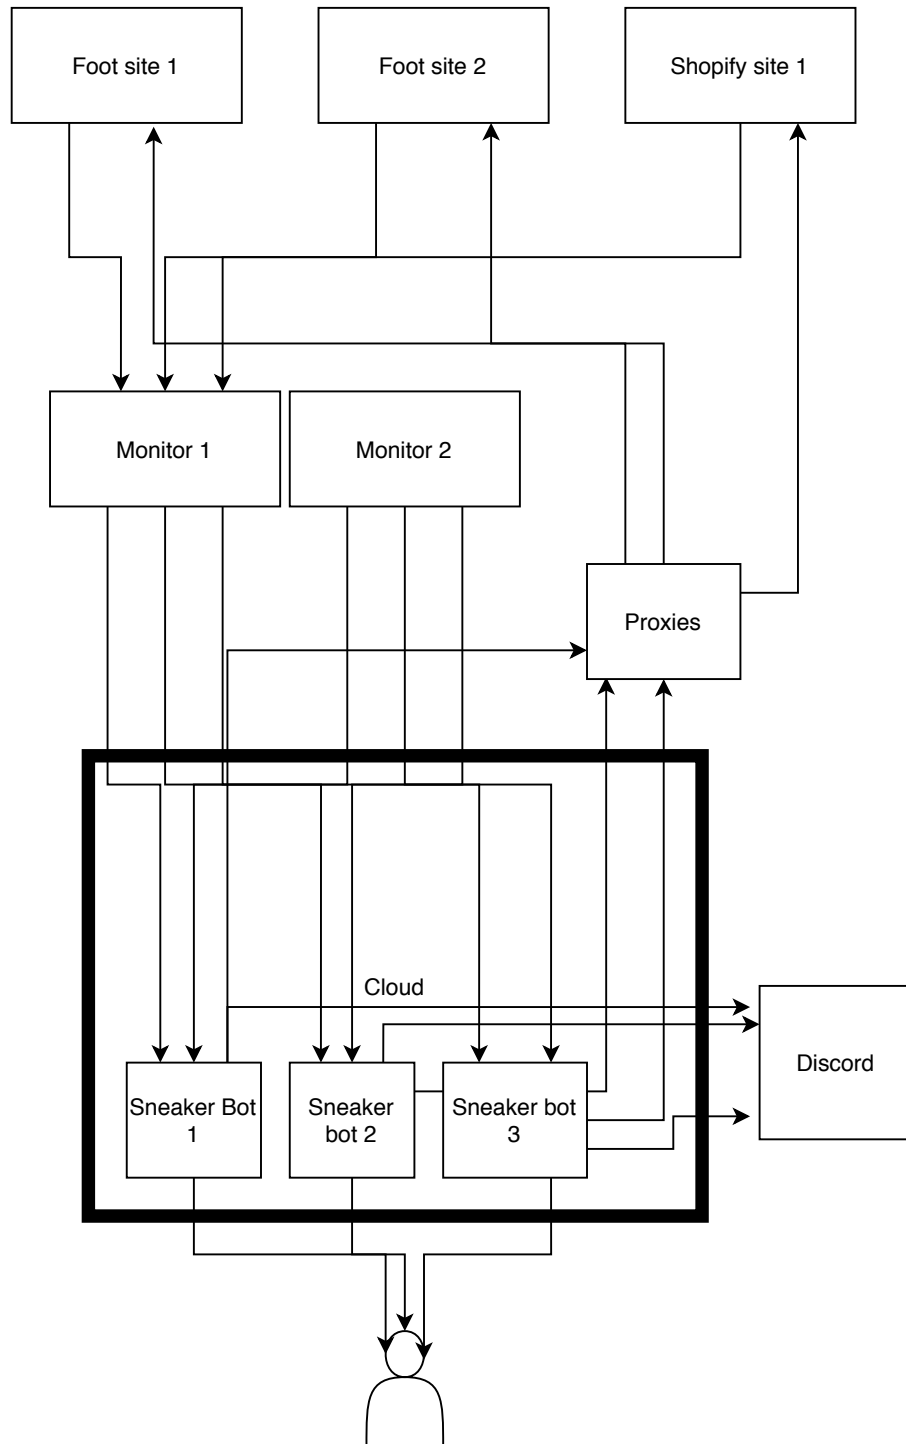 Foot site 1
Foot site 2
Shopify site 1
Monitor 1
Monitor 2
Proxies
Cloud
Discord
Sneaker Bot
1
Sneaker
bot 2
Sneaker bot
3